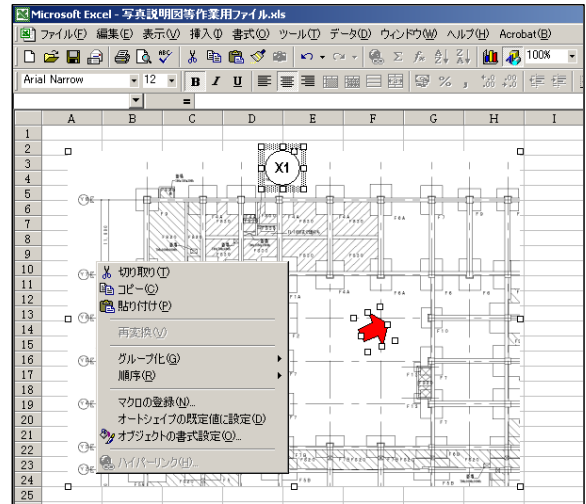 Microsoft Excel - 写真説明図等作業用ファイル.xls
ファイル(F) 編集(E) 表示(V) 挿入(I) 書式(O) ツール(T) データ(D) ウィンドウ(W) ヘルプ(H) Acrobat(B)
100%
Arial Narrow 12 B I U % ,
=
A B C D E F G H I
1
2
3
4
5
6
7
8
9
10
11
12
13
14
15
16
17
18
19
20
21
22
23
24
25
X1
切り取り(T)
コピー(C)
貼り付け(P)
再変換(V)
グループ化(G)
順序(R)
マクロの登録(N)...
オートシェイプの既定値に設定(D)
オブジェクトの書式設定(O)...
ハイパーリンク(H)...